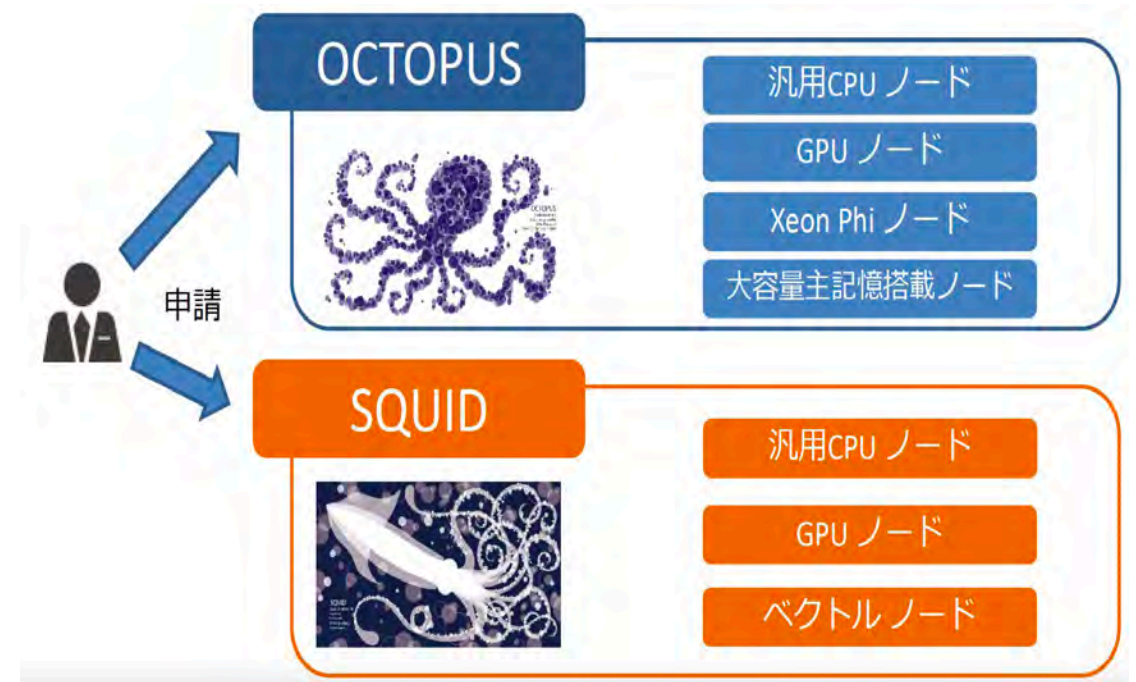 OCTOPUS
汎用CPU ノード
GPU ノード
Xeon Phi ノード
大容量主記憶搭載ノード
OCTOPUS
申請
SQUID
汎用CPU ノード
GPU ノード
ベクトル ノード
SQUID